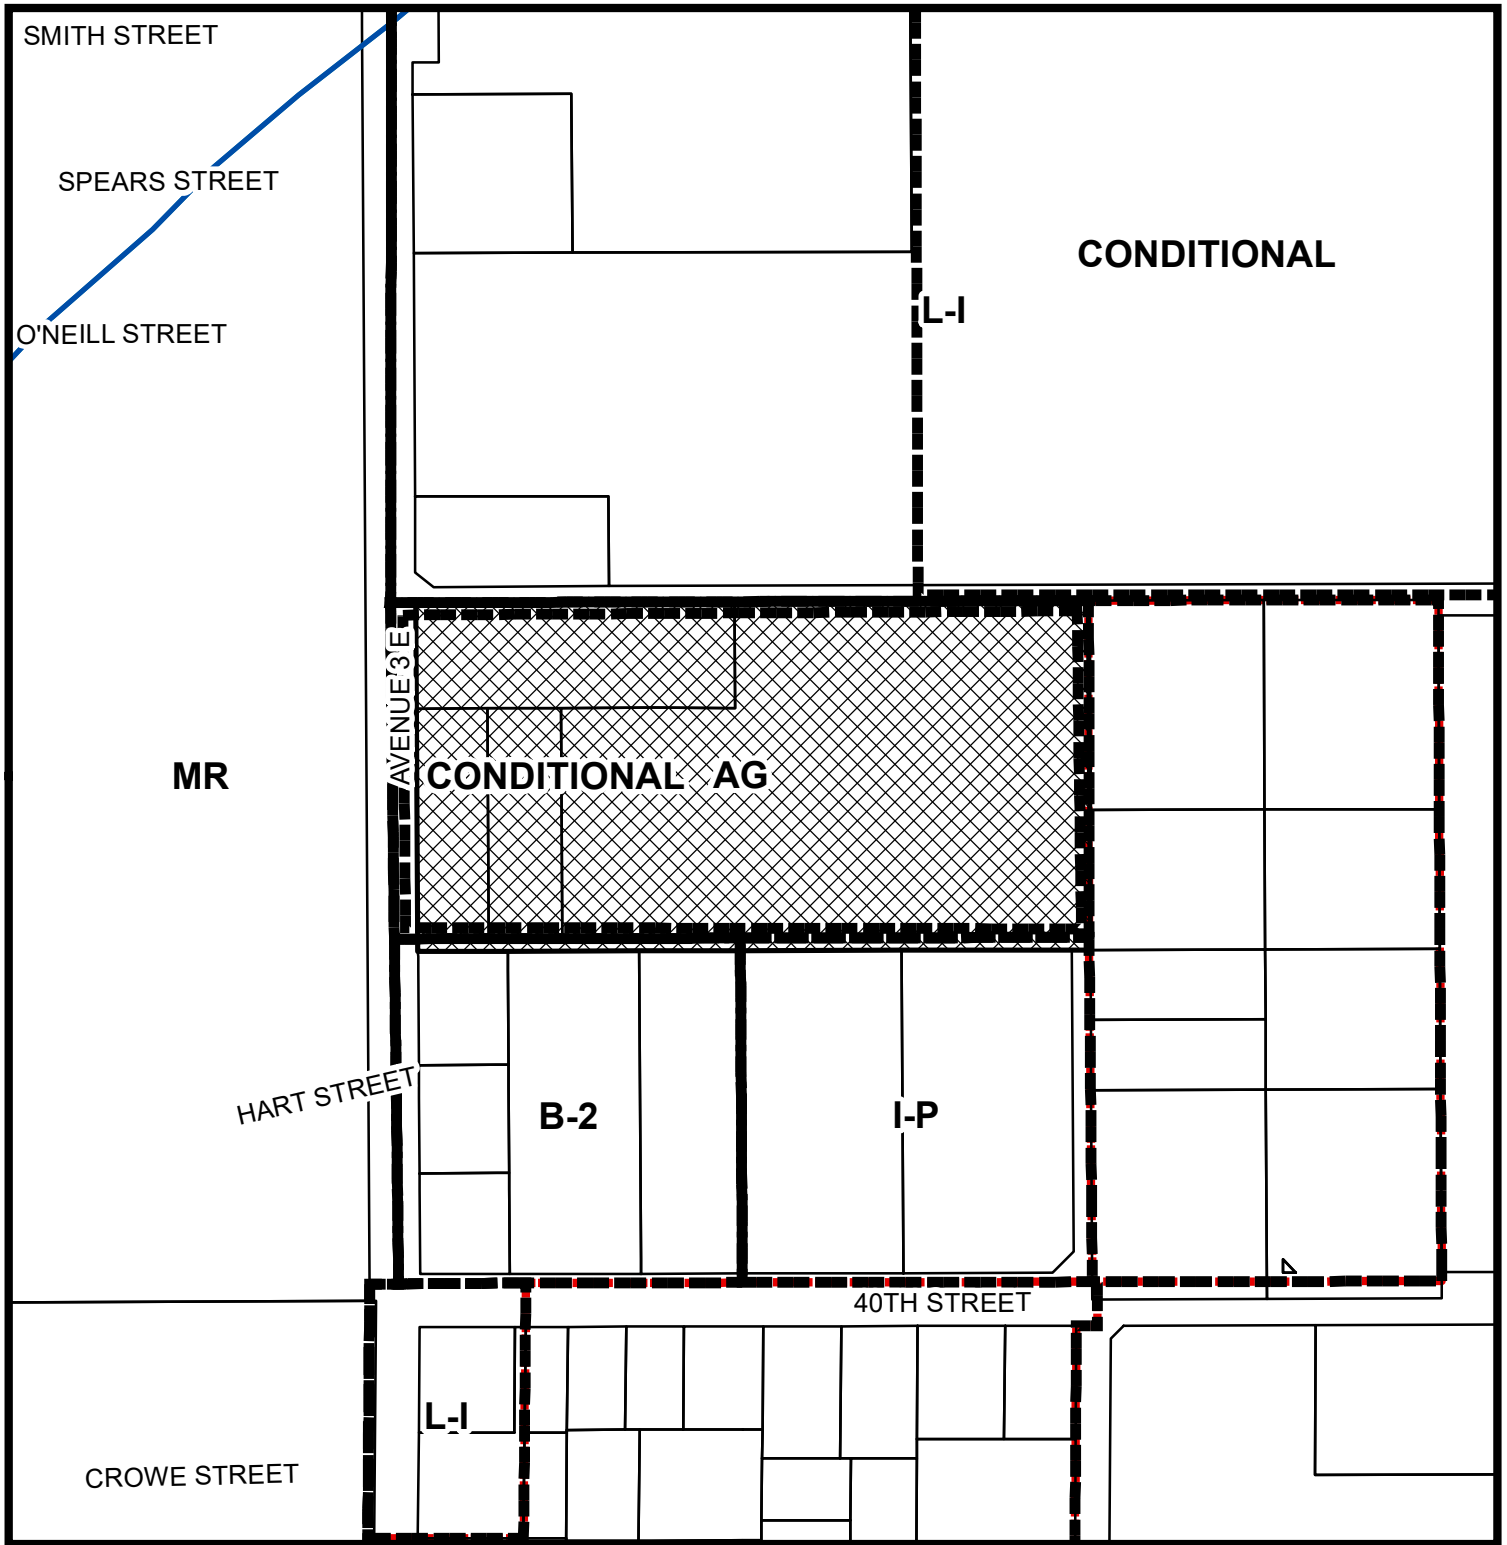 SMITH STREET
SPEARS STREET
CONDITIONAL
L-I
O'NEILL STREET
AVENUE 3 E
MR
CONDITIONAL AG
HART STREET
B-2
I-P
40TH STREET
L-I
CROWE STREET